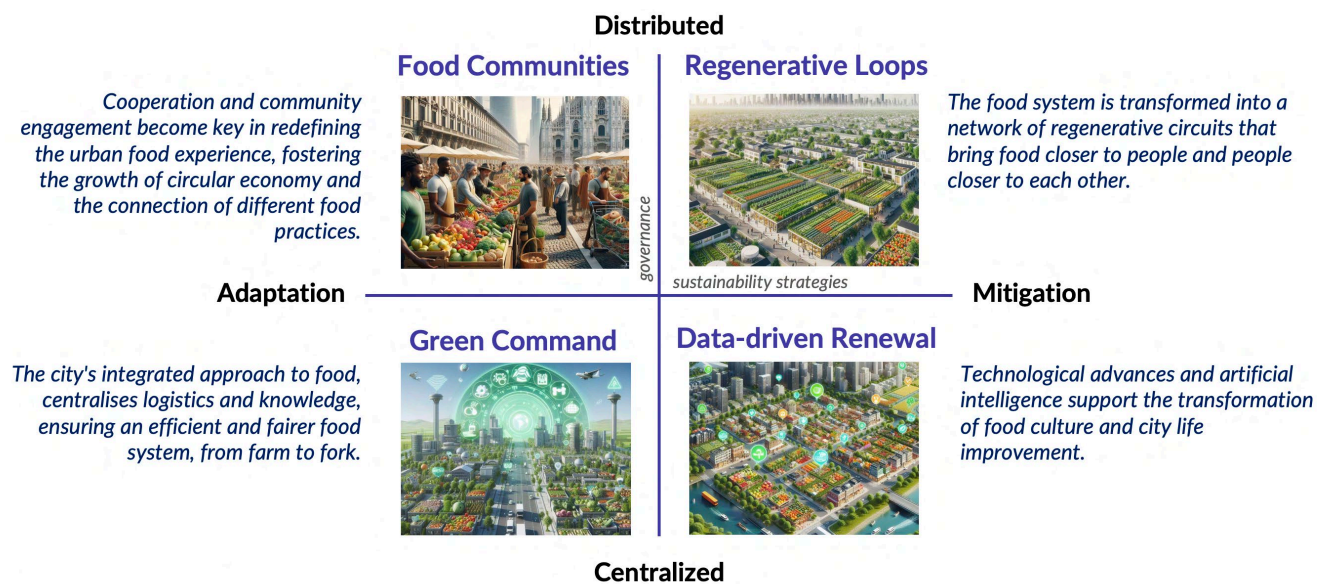 Distributed
Food Communities
Regenerative Loops
Cooperation and community
engagement become key in redefining
the urban food experience, fostering
the growth of circular economy and
the connection of different food
practices.
The food system is transformed into a
network of regenerative circuits that
bring food closer to people and people
closer to each other.
governance
sustainability strategies
Adaptation
Mitigation
Green Command
Data-driven Renewal
The city's integrated approach to food,
centralises logistics and knowledge,
ensuring an efficient and fairer food
system, from farm to fork.
Technological advances and artificial
intelligence support the transformation
of food culture and city life
improvement.
Centralized